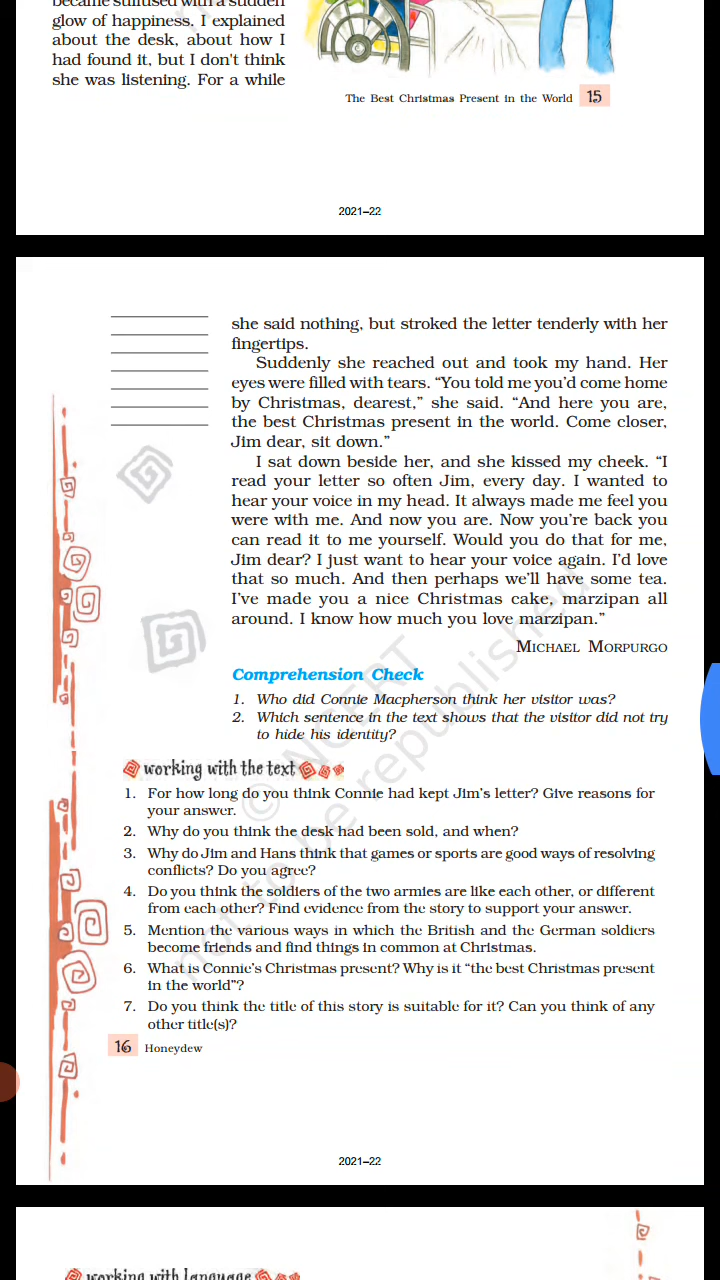 became suffused with a sudden
glow of happiness. I explained
about the desk, about how I
had found it, but I don't think
she was listening. For a while
The Best Christmas Present in the World 15
2021–22
she said nothing, but stroked the letter tenderly with her
fingertips.
Suddenly she reached out and took my hand. Her
eyes were filled with tears. “You told me you’d come home
by Christmas, dearest,” she said. “And here you are,
the best Christmas present in the world. Come closer,
Jim dear, sit down.”
I sat down beside her, and she kissed my cheek. “I
read your letter so often Jim, every day. I wanted to
hear your voice in my head. It always made me feel you
were with me. And now you are. Now you’re back you
can read it to me yourself. Would you do that for me,
Jim dear? I just want to hear your voice again. I’d love
that so much. And then perhaps we’ll have some tea.
I’ve made you a nice Christmas cake, marzipan all
around. I know how much you love marzipan.”
MICHAEL MORPURGO
Comprehension Check
1. Who did Connie Macpherson think her visitor was?
2. Which sentence in the text shows that the visitor did not try
to hide his identity?
working with the text
1. For how long do you think Connie had kept Jim’s letter? Give reasons for
your answer.
2. Why do you think the desk had been sold, and when?
3. Why do Jim and Hans think that games or sports are good ways of resolving
conflicts? Do you agree?
4. Do you think the soldiers of the two armies are like each other, or different
from each other? Find evidence from the story to support your answer.
5. Mention the various ways in which the British and the German soldiers
become friends and find things in common at Christmas.
6. What is Connie’s Christmas present? Why is it “the best Christmas present
in the world”?
7. Do you think the title of this story is suitable for it? Can you think of any
other title(s)?
16 Honeydew
© NCERT
not to be republished
2021–22
working with language